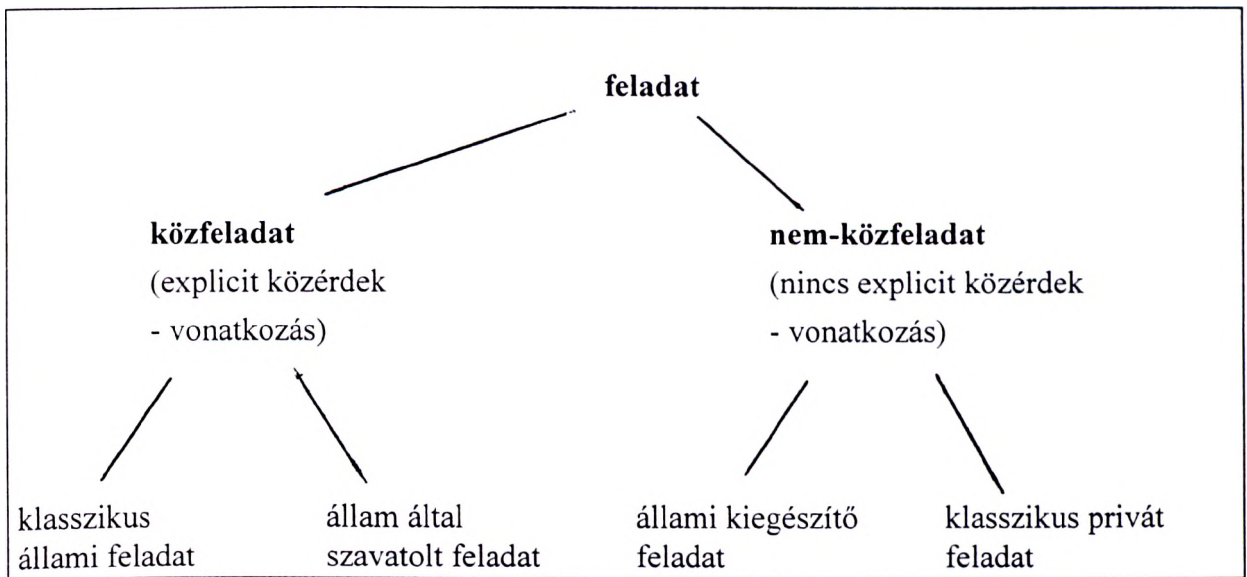 feladat
közfeladat
(explicit közérdek
- vonatkozás)
nem-közfeladat
(nincs explicit közérdek
- vonatkozás)
klasszikus
állami feladat
állam által
szavatolt feladat
állami kiegészítő
feladat
klasszikus privát
feladat